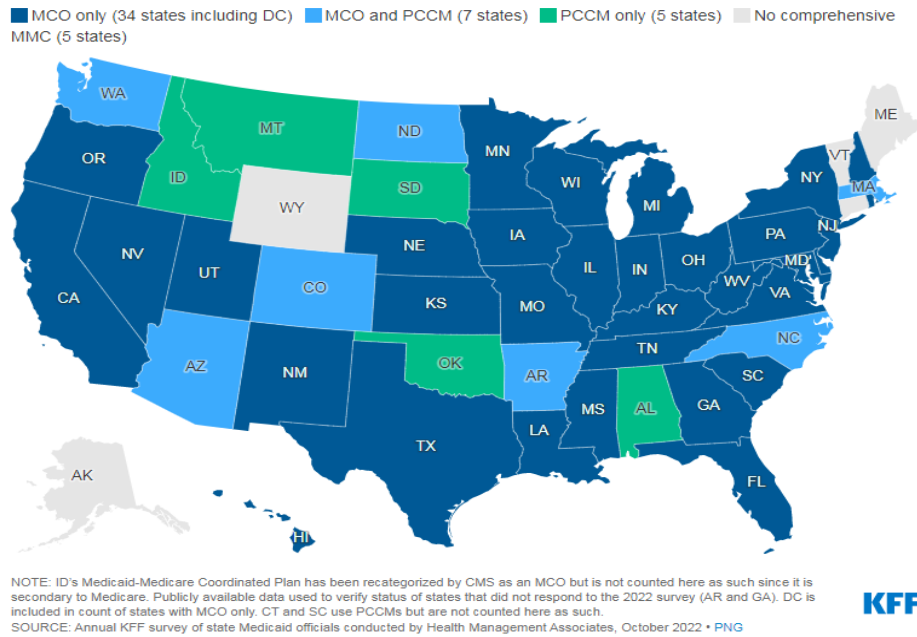 MCO only (34 states including DC) MCO and PCCM (7 states) PCCM only (5 states) No comprehensive
MMC (5 states)
WA
MT
ND
MN
ME
VT
OR
ID
SD
WI
NY
MA
WY
MI
NV
NE
IA
PA
NJ
UT
CO
IL
IN
OH
MD
WV
VA
CA
KS
MO
KY
AZ
NM
OK
AR
TN
NC
SC
MS
AL
GA
TX
LA
FL
AK
HI
NOTE: ID's Medicaid-Medicare Coordinated Plan has been recategorized by CMS as an MCO but is not counted here as such since it is
secondary to Medicare. Publicly available data used to verify status of states that did not respond to the 2022 survey (AR and GA). DC is
included in count of states with MCO only. CT and SC use PCCMs but are not counted here as such.
SOURCE: Annual KFF survey of state Medicaid officials conducted by Health Management Associates, October 2022 • PNG
KFF